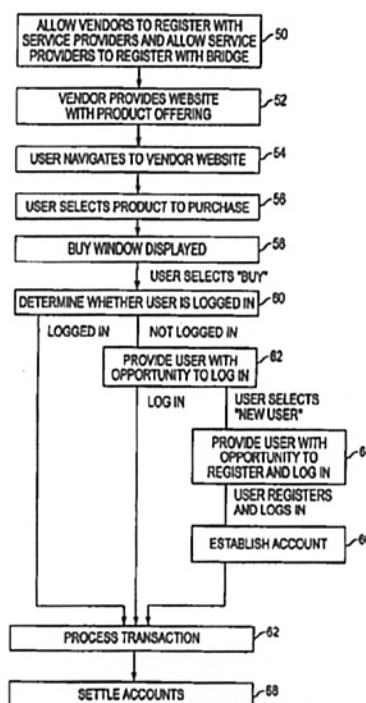 ALLOW VENDORS TO REGISTER WITH
SERVICE PROVIDERS AND ALLOW SERVICE
PROVIDERS TO REGISTER WITH BRIDGE
50
VENDOR PROVIDES WEBSITE
WITH PRODUCT OFFERING
52
USER NAVIGATES TO VENDOR WEBSITE
54
USER SELECTS PRODUCT TO PURCHASE
56
BUY WINDOW DISPLAYED
58
USER SELECTS "BUY"
DETERMINE WHETHER USER IS LOGGED IN
60
LOGGED IN
NOT LOGGED IN
PROVIDE USER WITH
OPPORTUNITY TO LOG IN
62
LOG IN
USER SELECTS
"NEW USER"
PROVIDE USER WITH
OPPORTUNITY TO
REGISTER AND LOG IN
USER REGISTERS
AND LOGS IN
ESTABLISH ACCOUNT
PROCESS TRANSACTION
62
SETTLE ACCOUNTS
68